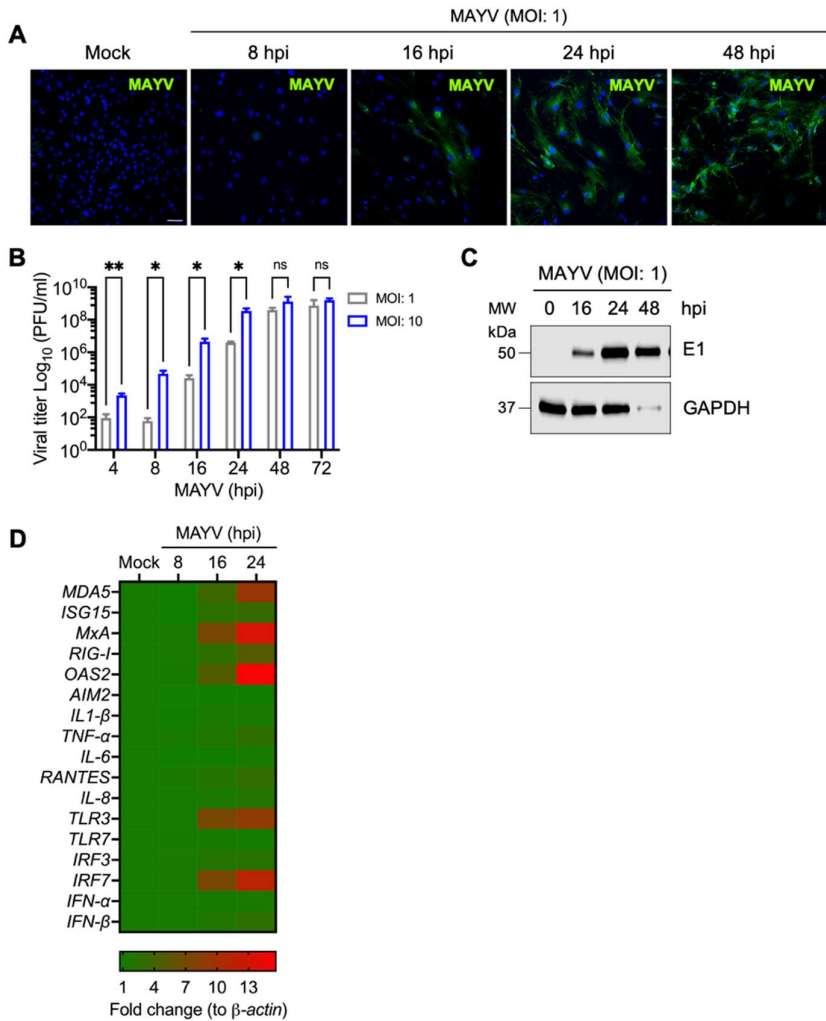 MAYV (MOI: 1)
A
Mock 8 hpi 16 hpi 24 hpi 48 hpi
MAYV MAYV MAYV MAYV MAYV
B
** * * * ns ns
MOI: 1
MOI: 10
Viral titer Log10 (PFU/ml)
10^10
10^8
10^6
10^4
10^2
10^0
4 8 16 24 48 72
MAYV (hpi)
C
MAYV (MOI: 1)
MW 0 16 24 48 hpi
kDa
50 E1
37 GAPDH
D
MAYV (hpi)
Mock 8 16 24
MDA5
ISG15
MxA
RIG-I
OAS2
AIM2
IL1-β
TNF-α
IL-6
RANTES
IL-8
TLR3
TLR7
IRF3
IRF7
IFN-α
IFN-β
1 4 7 10 13
Fold change (to β-actin)